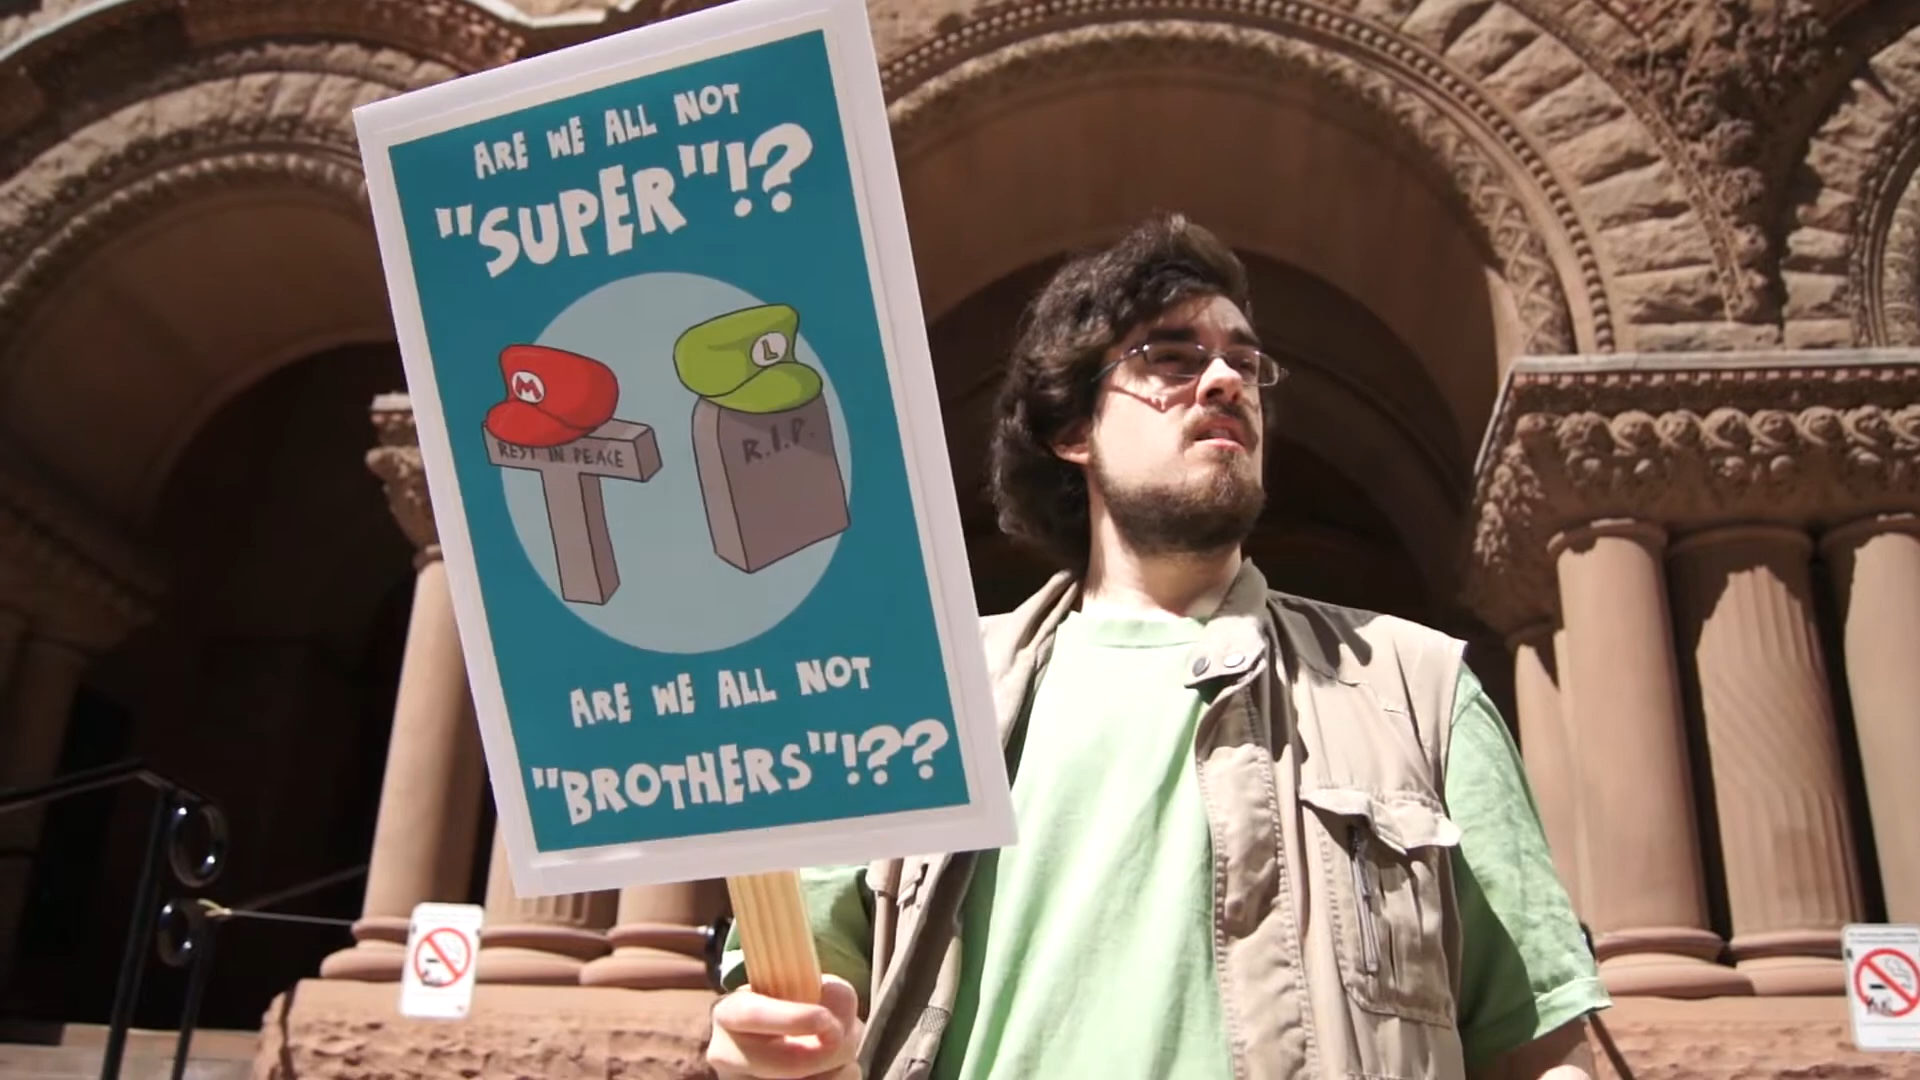 ARE WE ALL NOT
"SUPER"!?
M
L
REST IN PEACE
R.I.P.
ARE WE ALL NOT
"BROTHERS"!??